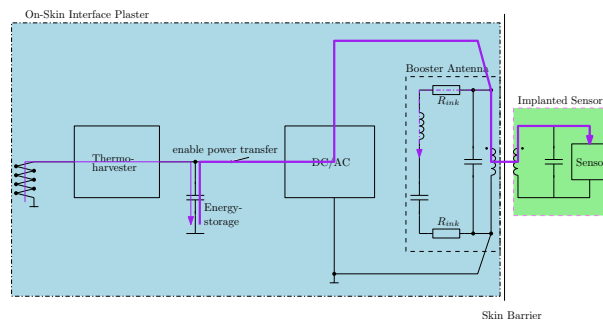 On-Skin Interface Plaster
Booster Antenna
R_ink
Implanted Sensor
enable power transfer
Thermo-
harvester
DC/AC
Sensor
Energy-
storage
R_ink
Skin Barrier